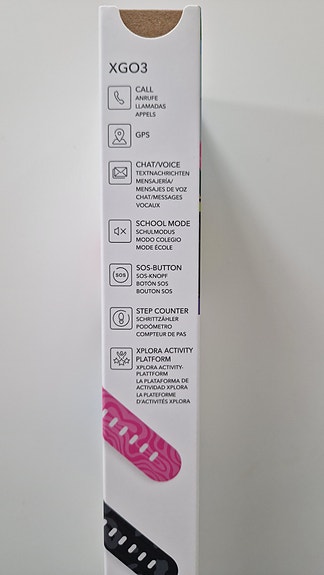 XGO3
CALL
ANRUFE
LLAMADAS
APPELS
GPS
CHAT/VOICE
TEXTNACHRICHTEN
MENSAJERÍA/
MENSAJES DE VOZ
CHAT/MESSAGES
VOCAUX
SCHOOL MODE
SCHULMODUS
MODO COLEGIO
MODE ÉCOLE
SOS
SOS-BUTTON
SOS-KNOPF
BOTÓN SOS
BOUTON SOS
STEP COUNTER
SCHRITTZÄHLER
PODÓMETRO
COMPTEUR DE PAS
XPLORA ACTIVITY
PLATFORM
XPLORA ACTIVITY-
PLATTFORM
LA PLATAFORMA DE
ACTIVIDAD XPLORA
LA PLATEFORME
D'ACTIVITÉS XPLORA